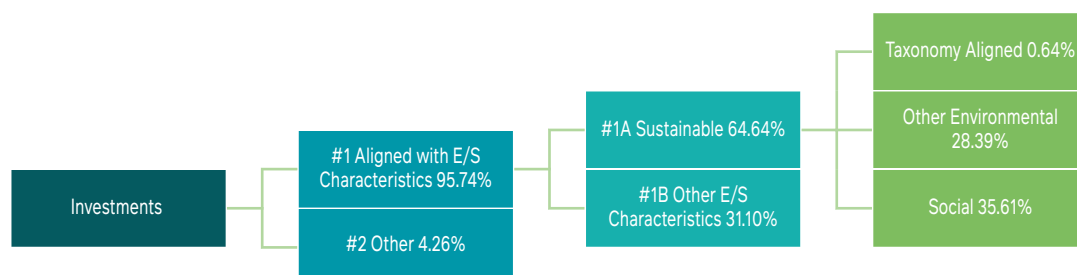 Investments
#1 Aligned with E/S
Characteristics 95.74%
#2 Other 4.26%
#1A Sustainable 64.64%
#1B Other E/S
Characteristics 31.10%
Taxonomy Aligned 0.64%
Other Environmental
28.39%
Social 35.61%